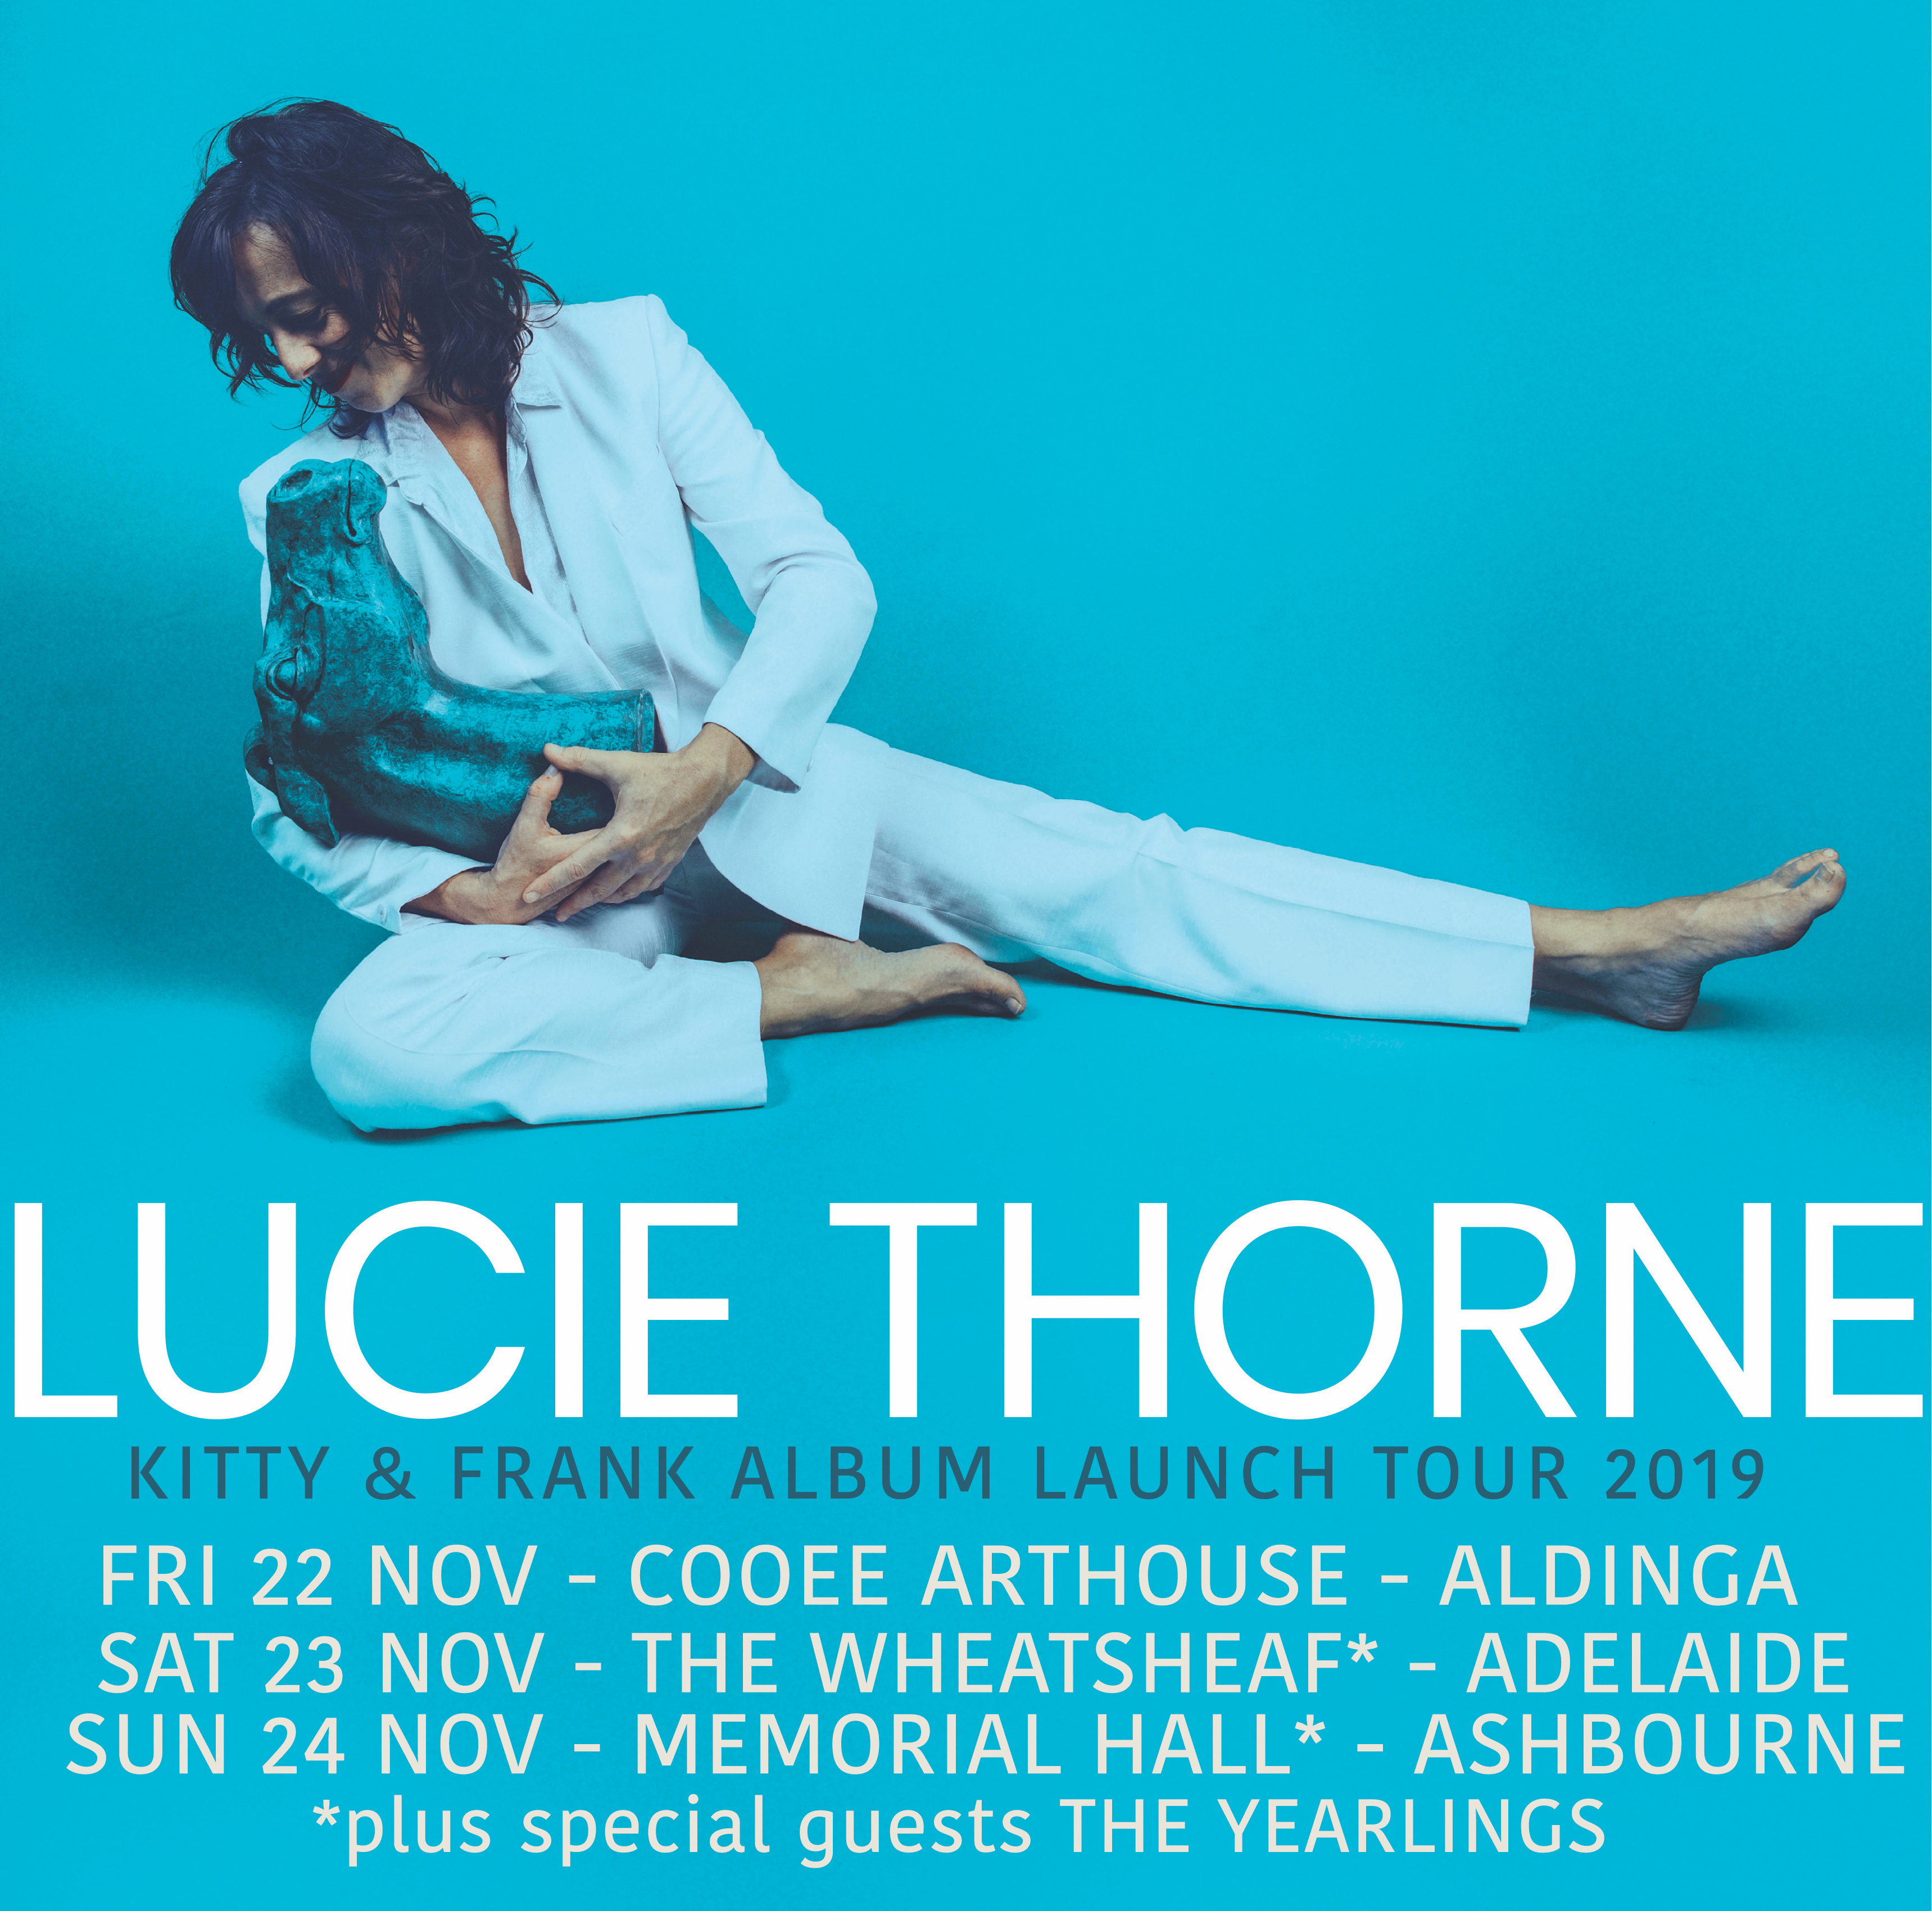 LUCIE THORNE
KITTY & FRANK ALBUM LAUNCH TOUR 2019
FRI 22 NOV - COOEE ARTHOUSE - ALDINGA
SAT 23 NOV - THE WHEATSHEAF* - ADELAIDE
SUN 24 NOV - MEMORIAL HALL* - ASHBOURNE
*plus special guests THE YEARLINGS